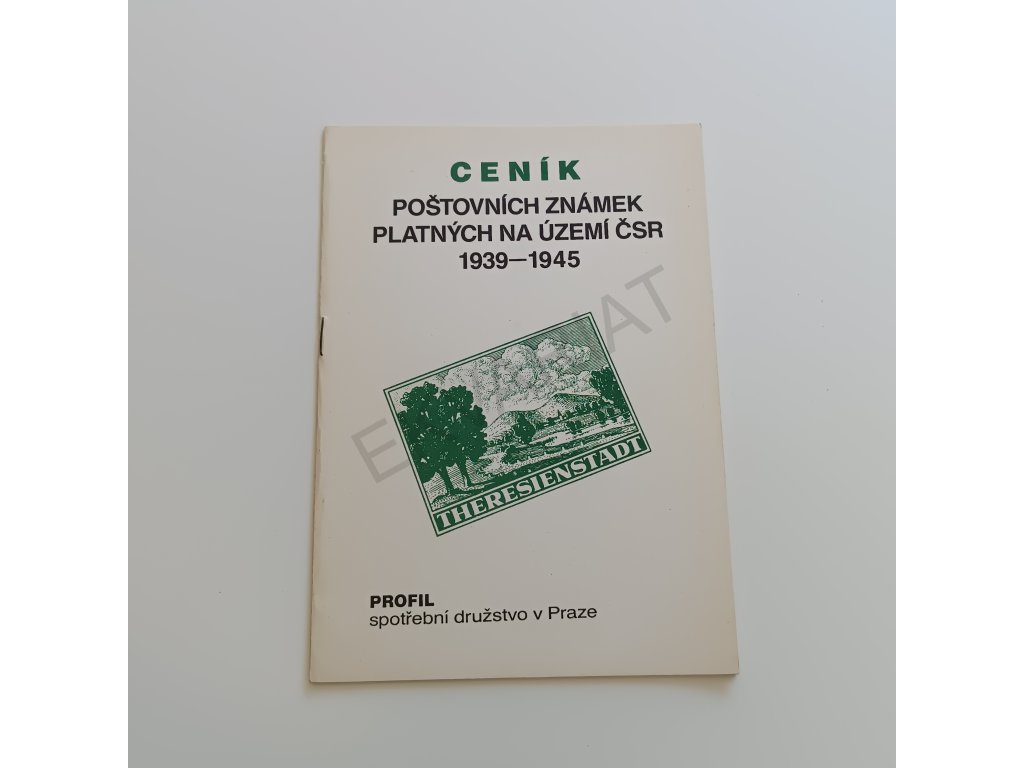 CENÍK
POŠTOVNÍCH ZNÁMEK
PLATNÝCH NA ÚZEMÍ ČSR
1939—1945
THERESIENSTADT
PROFIL
spotřební družstvo v Praze